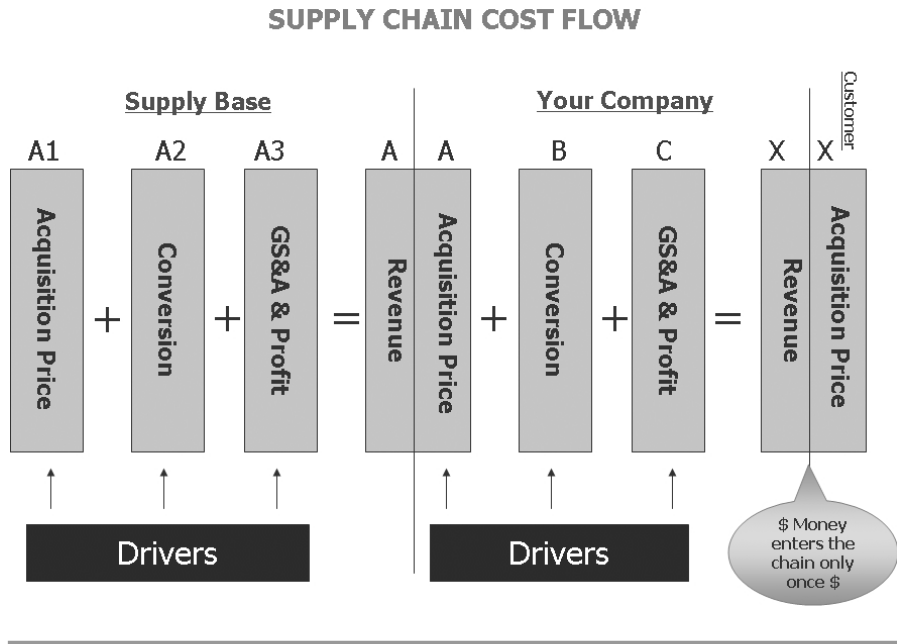 SUPPLY CHAIN COST FLOW
Supply Base
Your Company
Customer
A1
A2
A3
A
A
B
C
X
X
Acquisition Price
+
Conversion
+
GS&A & Profit
=
Revenue
Acquisition Price
+
Conversion
+
GS&A & Profit
=
Revenue
Acquisition Price
Drivers
Drivers
$ Money
enters the
chain only
once $